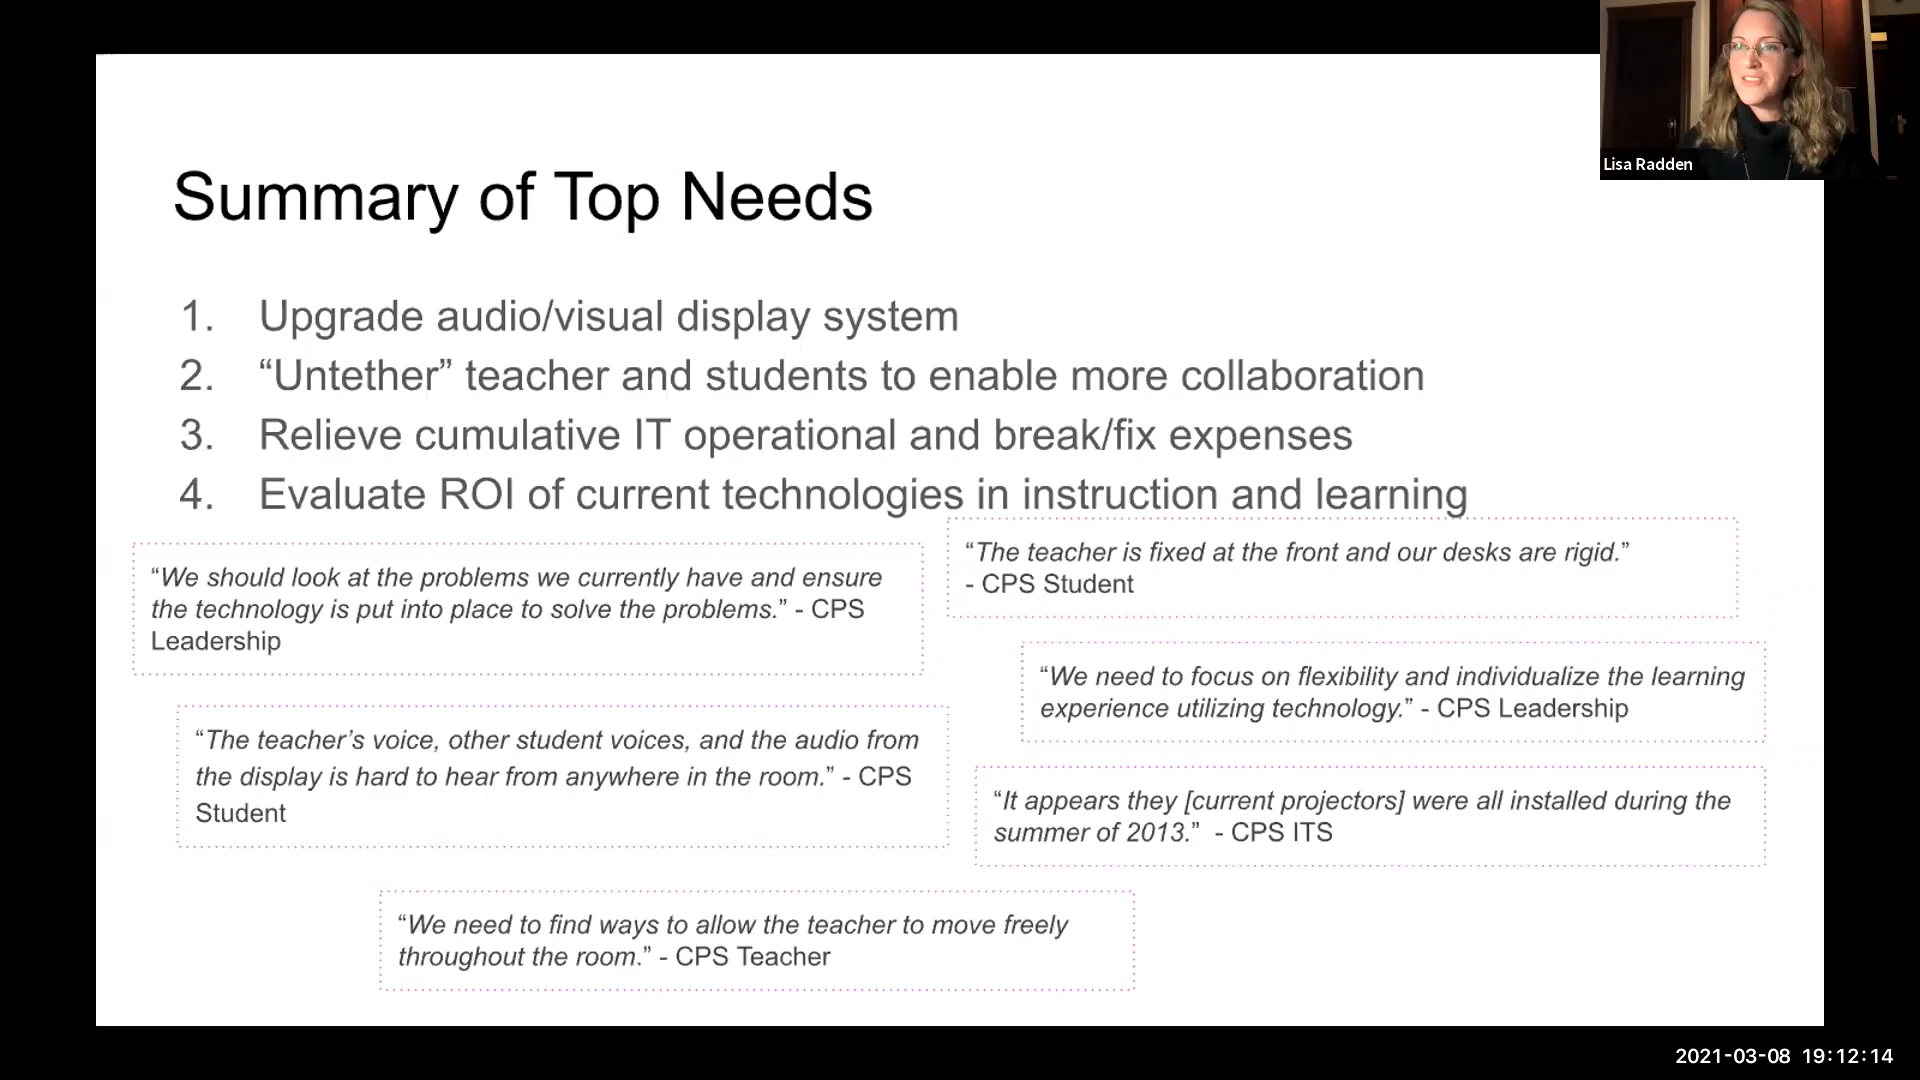 Lisa Radden
Summary of Top Needs
1. Upgrade audio/visual display system
2. “Untether” teacher and students to enable more collaboration
3. Relieve cumulative IT operational and break/fix expenses
4. Evaluate ROI of current technologies in instruction and learning
“We should look at the problems we currently have and ensure
the technology is put into place to solve the problems.” - CPS
Leadership
“The teacher is fixed at the front and our desks are rigid.”
- CPS Student
“We need to focus on flexibility and individualize the learning
experience utilizing technology.” - CPS Leadership
“The teacher’s voice, other student voices, and the audio from
the display is hard to hear from anywhere in the room.” - CPS
Student
“It appears they [current projectors] were all installed during the
summer of 2013.”  - CPS ITS
“We need to find ways to allow the teacher to move freely
throughout the room.” - CPS Teacher
2021-03-08 19:12:14